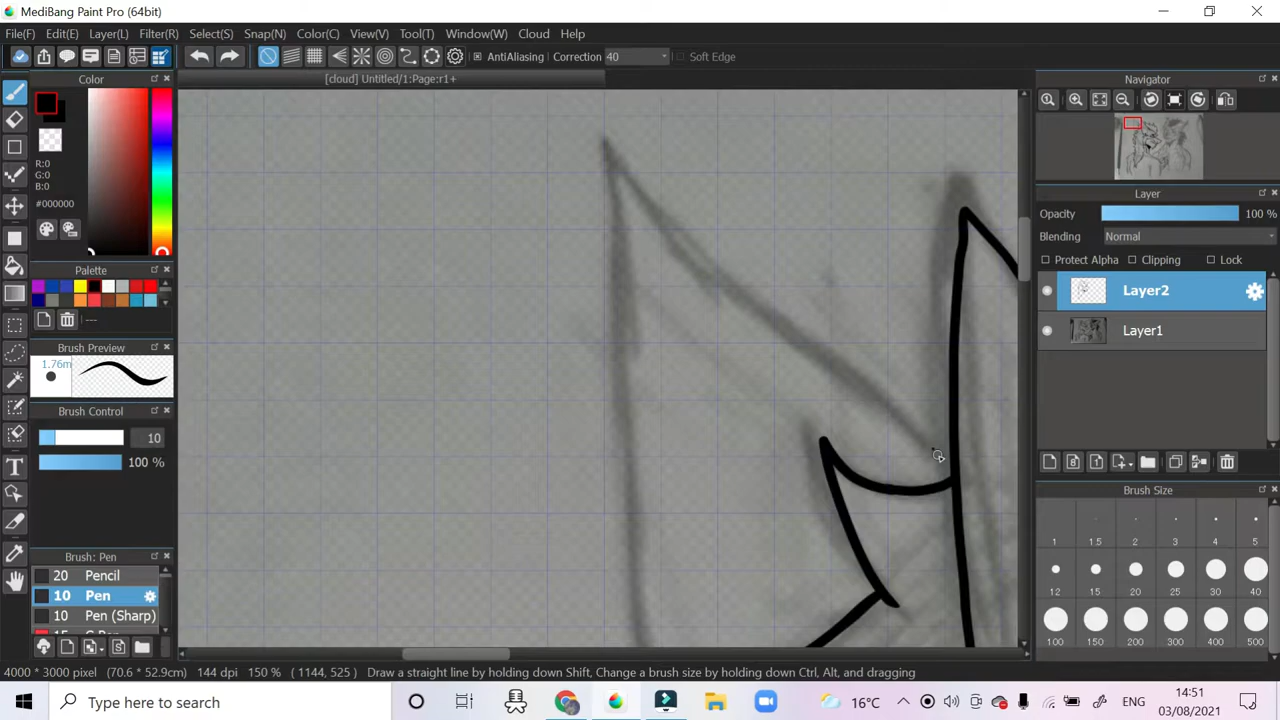 MediBang Paint Pro (64bit)
File(F) Edit(E) Layer(L) Filter(R) Select(S) Snap(N) Color(C) View(V) Tool(T) Window(W) Cloud Help
AntiAliasing Correction 40 Soft Edge
Color
[cloud] Untitled/1:Page:r1+
Navigator
R:0
G:0
B:0
#000000
Layer
Opacity 100 %
Blending Normal
Protect Alpha Clipping Lock
Palette
Layer2
---
Layer1
Brush Preview
1.76m
Brush Control
10
100 %
Brush Size
1 1.5 2 3 4 5
12 15 20 25 30 40
100 150 200 300 400 500
Brush: Pen
20 Pencil
10 Pen
10 Pen (Sharp)
4000 * 3000 pixel (70.6 * 52.9cm) 144 dpi 150 % ( 1144, 525 ) Draw a straight line by holding down Shift, Change a brush size by holding down Ctrl, Alt, and dragging
Type here to search
16°C
ENG
14:51
03/08/2021